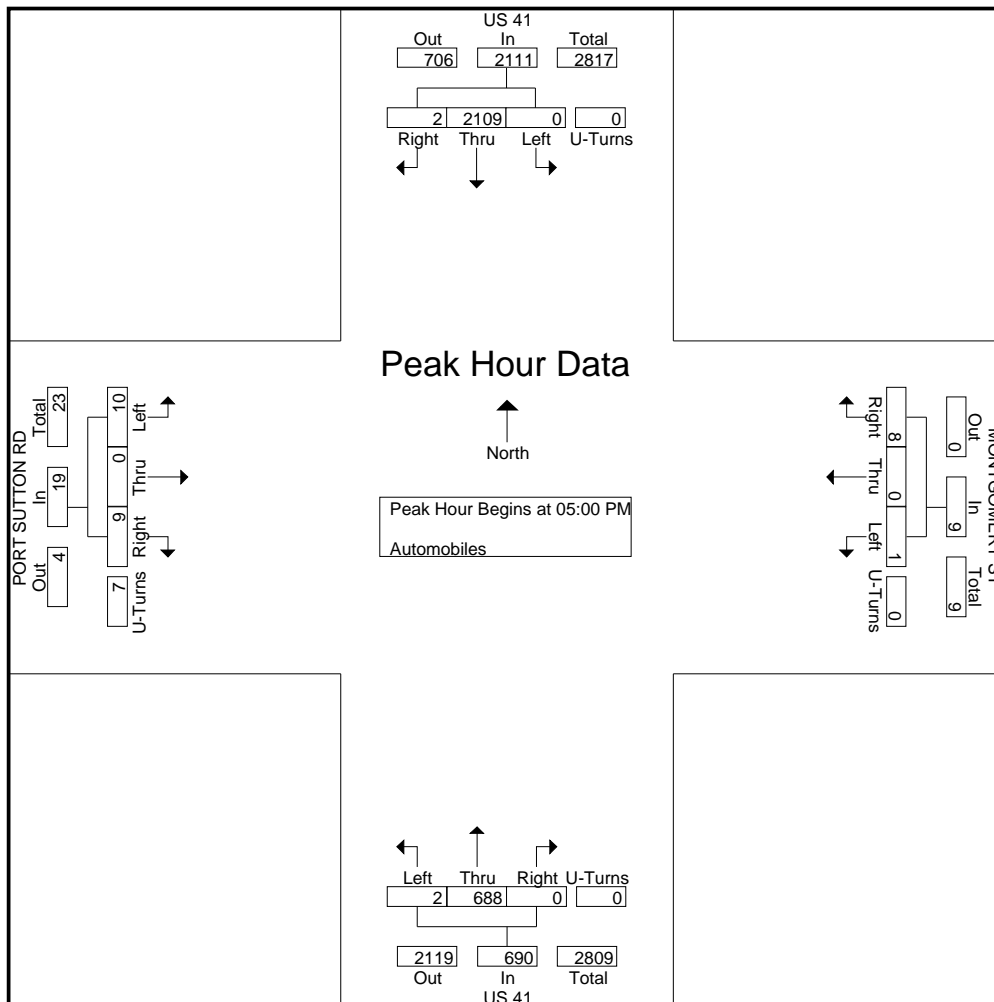 US 41
Out In Total
706 2111 2817
2 2109 0 0
Right Thru Left U-Turns
Peak Hour Data
North
Peak Hour Begins at 05:00 PM
Automobiles
PORT SUTTON RD
Total In Out
23 19 4
10 0 9 7
Left Thru Right U-Turns
Right Thru Left U-Turns
8 0 1 0
Out In Total
0 9 9
MONTGOMERY ST
Left Thru Right U-Turns
2 688 0 0
2119 690 2809
Out In Total
US 41